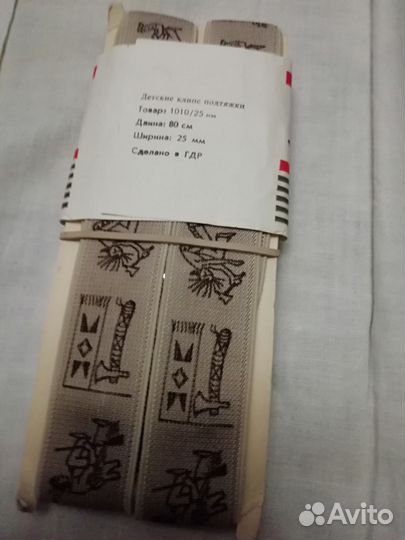 Детские клипс подтяжки
Товар: 1010/25 мм
Длина: 80 см
Ширина: 25 мм
Сделано в ГДР
Avito